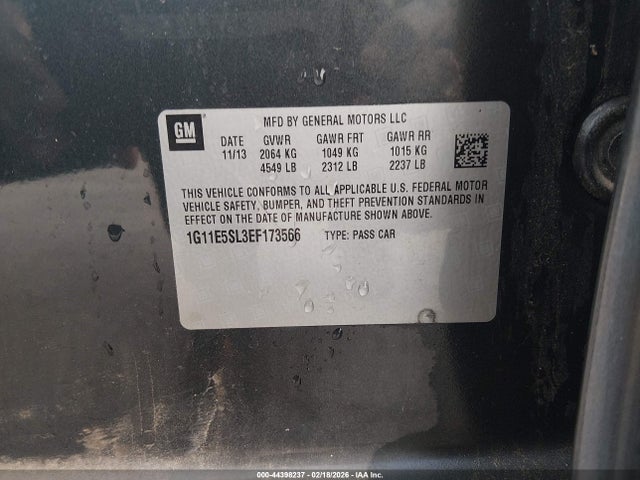 GM
MFD BY GENERAL MOTORS LLC
DATE GVWR GAWR FRT GAWR RR
11/13 2064 KG 1049 KG 1015 KG
4549 LB 2312 LB 2237 LB
THIS VEHICLE CONFORMS TO ALL APPLICABLE U.S. FEDERAL MOTOR
VEHICLE SAFETY, BUMPER, AND THEFT PREVENTION STANDARDS IN
EFFECT ON THE DATE OF MANUFACTURE SHOWN ABOVE.
1G11E5SL3EF173566 TYPE: PASS CAR
000-44398237 - 02/18/2026 - IAA Inc.